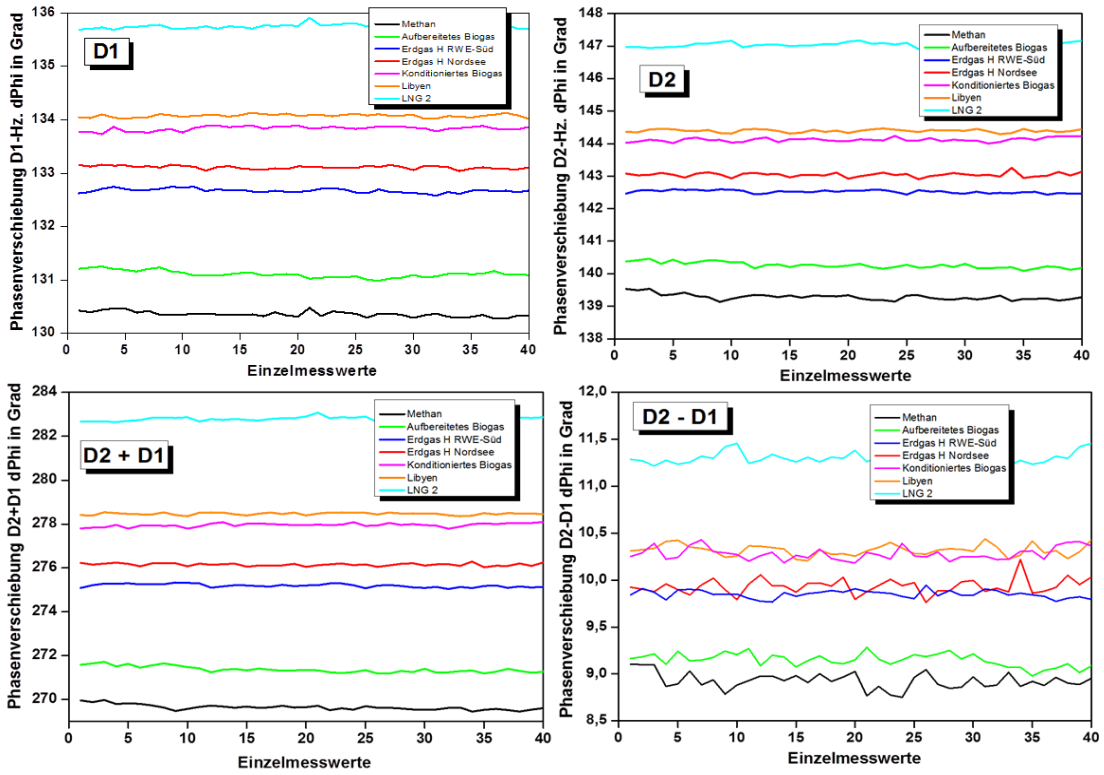 Phasenverschiebung D1-Hz. dPhi in Grad
136
135
134
133
132
131
130
D1
Methan
Aufbereitetes Biogas
Erdgas H RWE-Süd
Erdgas H Nordsee
Konditioniertes Biogas
Libyen
LNG 2
0 5 10 15 20 25 30 35 40
Einzelmesswerte
Phasenverschiebung D2-Hz. dPhi in Grad
148
147
146
145
144
143
142
141
140
139
138
D2
Methan
Aufbereitetes Biogas
Erdgas H RWE-Süd
Erdgas H Nordsee
Konditioniertes Biogas
Libyen
LNG 2
0 5 10 15 20 25 30 35 40
Einzelmesswerte
Phasenverschiebung D2+D1 dPhi in Grad
284
282
280
278
276
274
272
270
D2 + D1
Methan
Aufbereitetes Biogas
Erdgas H RWE-Süd
Erdgas H Nordsee
Konditioniertes Biogas
Libyen
LNG 2
0 5 10 15 20 25 30 35 40
Einzelmesswerte
Phasenverschiebung D2-D1 dPhi in Grad
12,0
11,5
11,0
10,5
10,0
9,5
9,0
8,5
D2 - D1
Methan
Aufbereitetes Biogas
Erdgas H RWE-Süd
Erdgas H Nordsee
Konditioniertes Biogas
Libyen
LNG 2
0 5 10 15 20 25 30 35 40
Einzelmesswerte